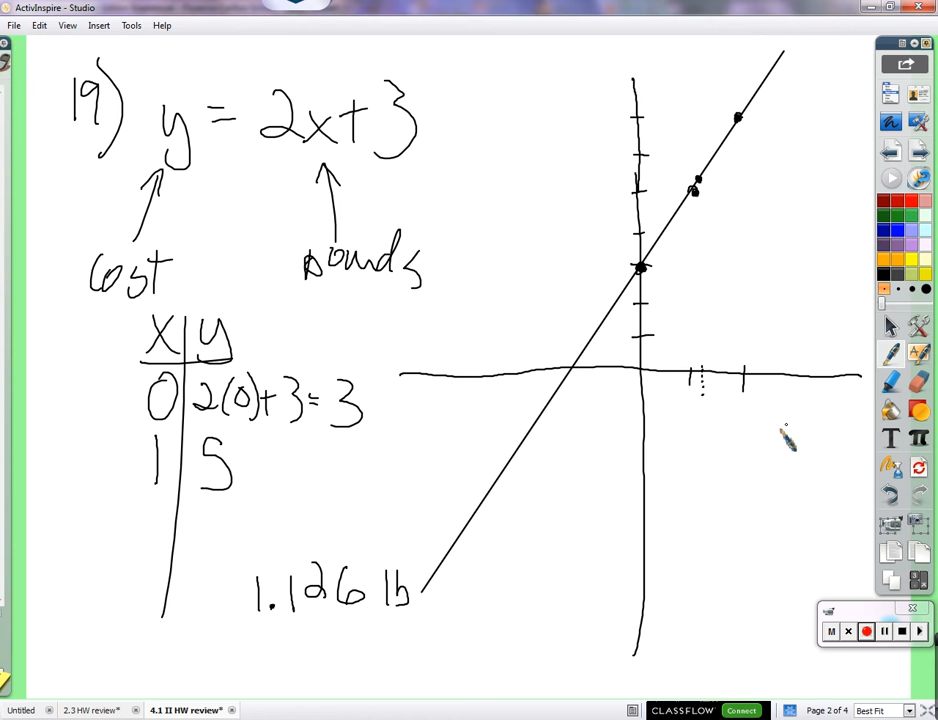 ActivInspire - Studio
File Edit View Insert Tools Help
19) y = 2x+3
cost pounds
x y
0 2(0)+3=3
1 5
1.126 lb
M
Untitled 2.3 HW review* 4.1 II HW review* CLASSFLOW Connect Page 2 of 4 Best Fit